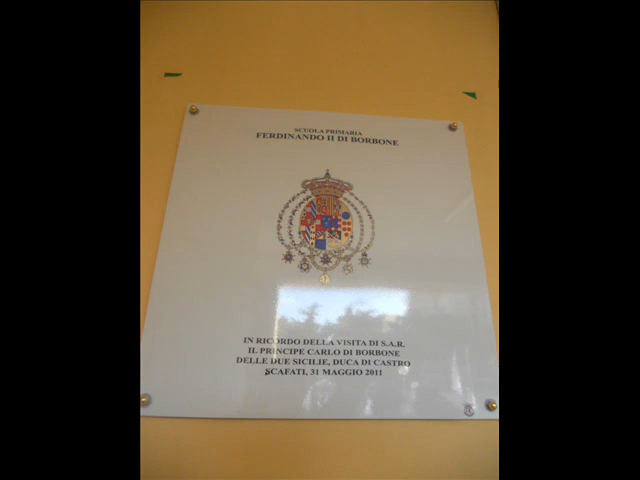 SCUOLA PRIMARIA
FERDINANDO II DI BORBONE
IN RICORDO DELLA VISITA DI S.A.R.
IL PRINCIPE CARLO DI BORBONE
DELLE DUE SICILIE, DUCA DI CASTRO
SCAFATI, 31 MAGGIO 2011